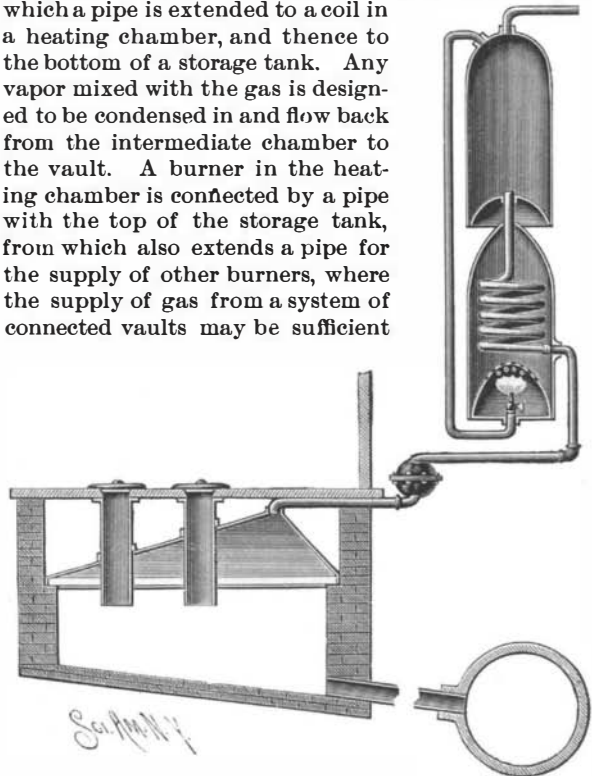 which a pipe is extended to a coil in
a heating chamber, and thence to
the bottom of a storage tank. Any
vapor mixed with the gas is design-
ed to be condensed in and flow back
from the intermediate chamber to
the vault. A burner in the heat-
ing chamber is connected by a pipe
with the top of the storage tank,
from which also extends a pipe for
the supply of other burners, where
the supply of gas from a system of
connected vaults may be sufficient
Sci. Am. N. Y.